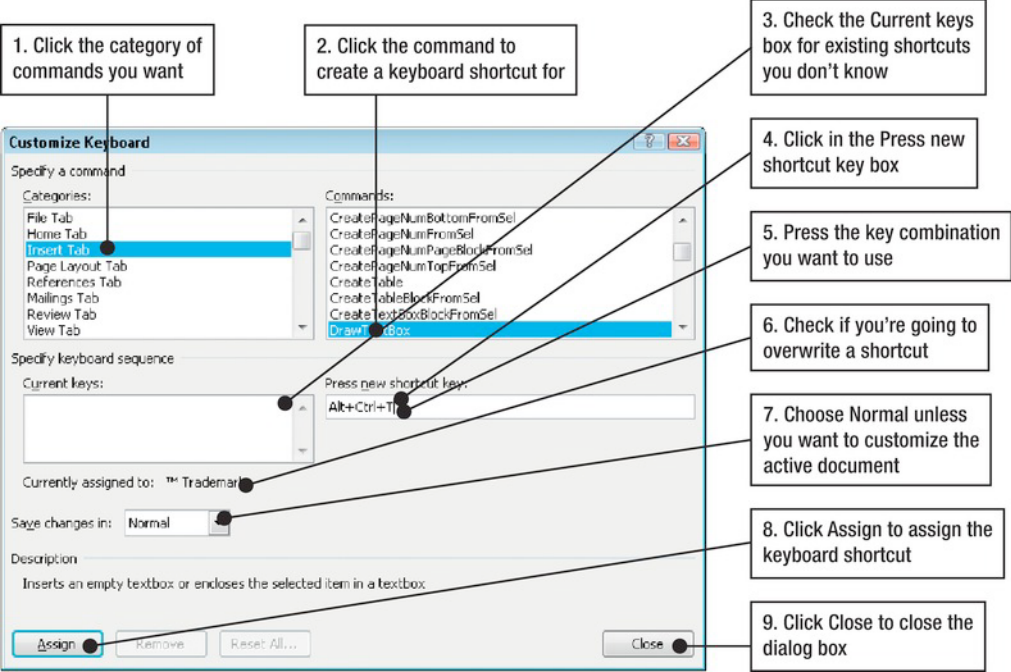 1. Click the category of
commands you want
2. Click the command to
create a keyboard shortcut for
3. Check the Current keys
box for existing shortcuts
you don't know
4. Click in the Press new
shortcut key box
5. Press the key combination
you want to use
6. Check if you're going to
overwrite a shortcut
7. Choose Normal unless
you want to customize the
active document
8. Click Assign to assign the
keyboard shortcut
9. Click Close to close the
dialog box
Customize Keyboard
Specify a command
Categories:
File Tab
Home Tab
Insert Tab
Page Layout Tab
References Tab
Mailings Tab
Review Tab
View Tab
Commands:
CreatePageNumBottomFromSel
CreatePageNumFromSel
CreatePageNumPageBlockFromSel
CreatePageNumTopFromSel
CreateTable
CreateTableBlockFromSel
CreateTextBoxBlockFromSel
DrawTextBox
Specify keyboard sequence
Current keys:
Press new shortcut key:
Alt+Ctrl+T
Currently assigned to: ™ Trademark
Save changes in: Normal
Description
Inserts an empty textbox or encloses the selected item in a textbox
Assign
Remove
Reset All...
Close